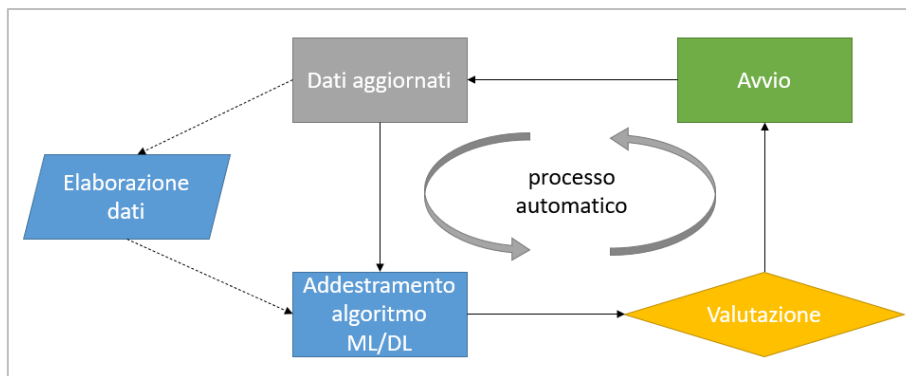 Dati aggiornati
Avvio
Elaborazione
dati
processo
automatico
Addestramento
algoritmo
ML/DL
Valutazione